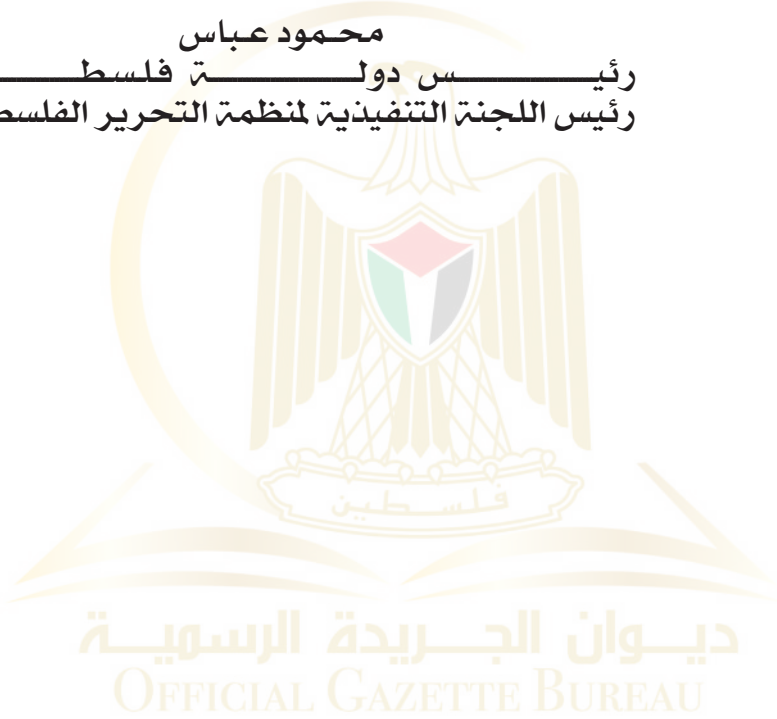 محمود عباس
رئيس دولة فلسط
رئيس اللجنة التنفيذية لمنظمة التحرير الفلسط
فلسطين
ديوان الجريدة الرسمية
OFFICIAL GAZETTE BUREAU